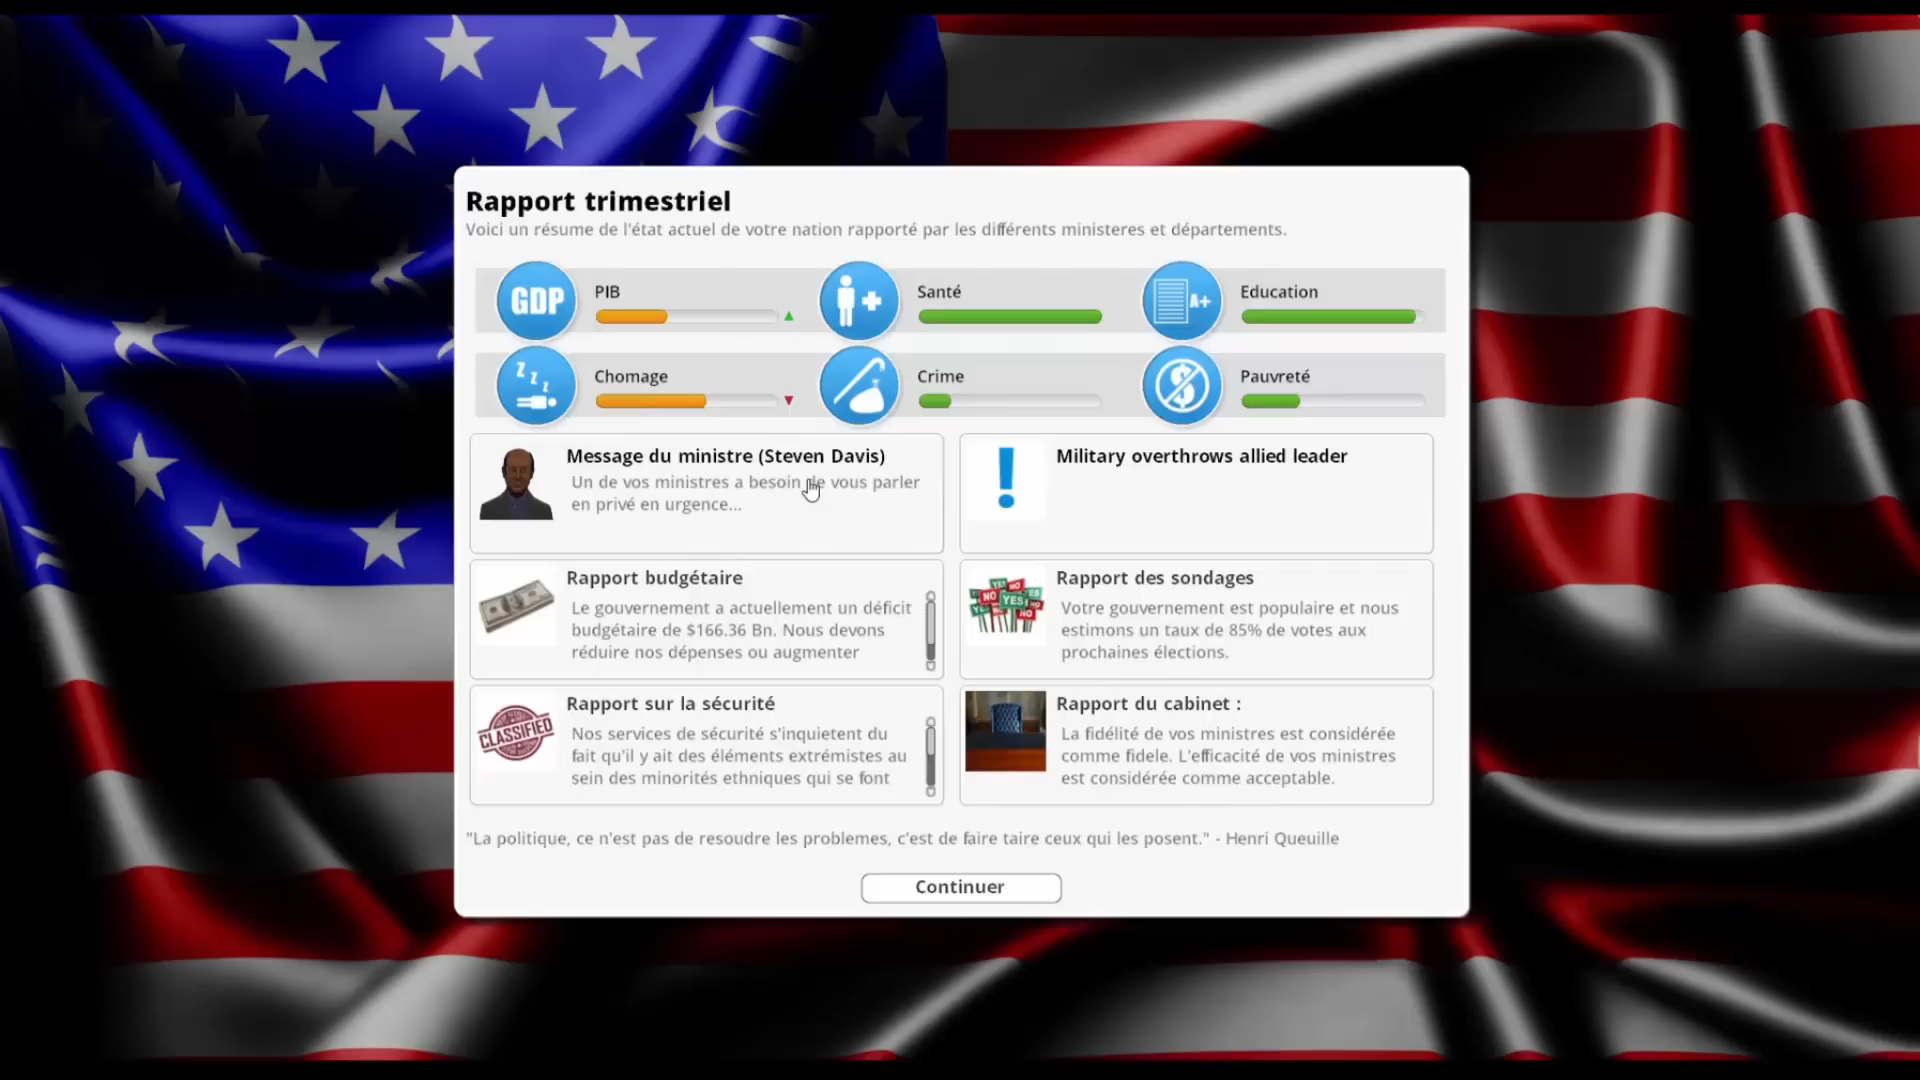 Rapport trimestriel
Voici un résume de l'état actuel de votre nation rapporté par les différents ministeres et départements.
GDP
PIB
Santé
A+
Education
Z Z Z
Chomage
Crime
$
Pauvreté
Message du ministre (Steven Davis)
Un de vos ministres a besoin de vous parler
en privé en urgence...
!
Military overthrows allied leader
Rapport budgétaire
Le gouvernement a actuellement un déficit
budgétaire de $166.36 Bn. Nous devons
réduire nos dépenses ou augmenter
YES NO
NO YES
NO
Rapport des sondages
Votre gouvernement est populaire et nous
estimons un taux de 85% de votes aux
prochaines élections.
CLASSIFIED
Rapport sur la sécurité
Nos services de sécurité s'inquietent du
fait qu'il y ait des éléments extrémistes au
sein des minorités ethniques qui se font
Rapport du cabinet :
La fidélité de vos ministres est considérée
comme fidele. L'efficacité de vos ministres
est considérée comme acceptable.
"La politique, ce n'est pas de resoudre les problemes, c'est de faire taire ceux qui les posent." - Henri Queuille
Continuer